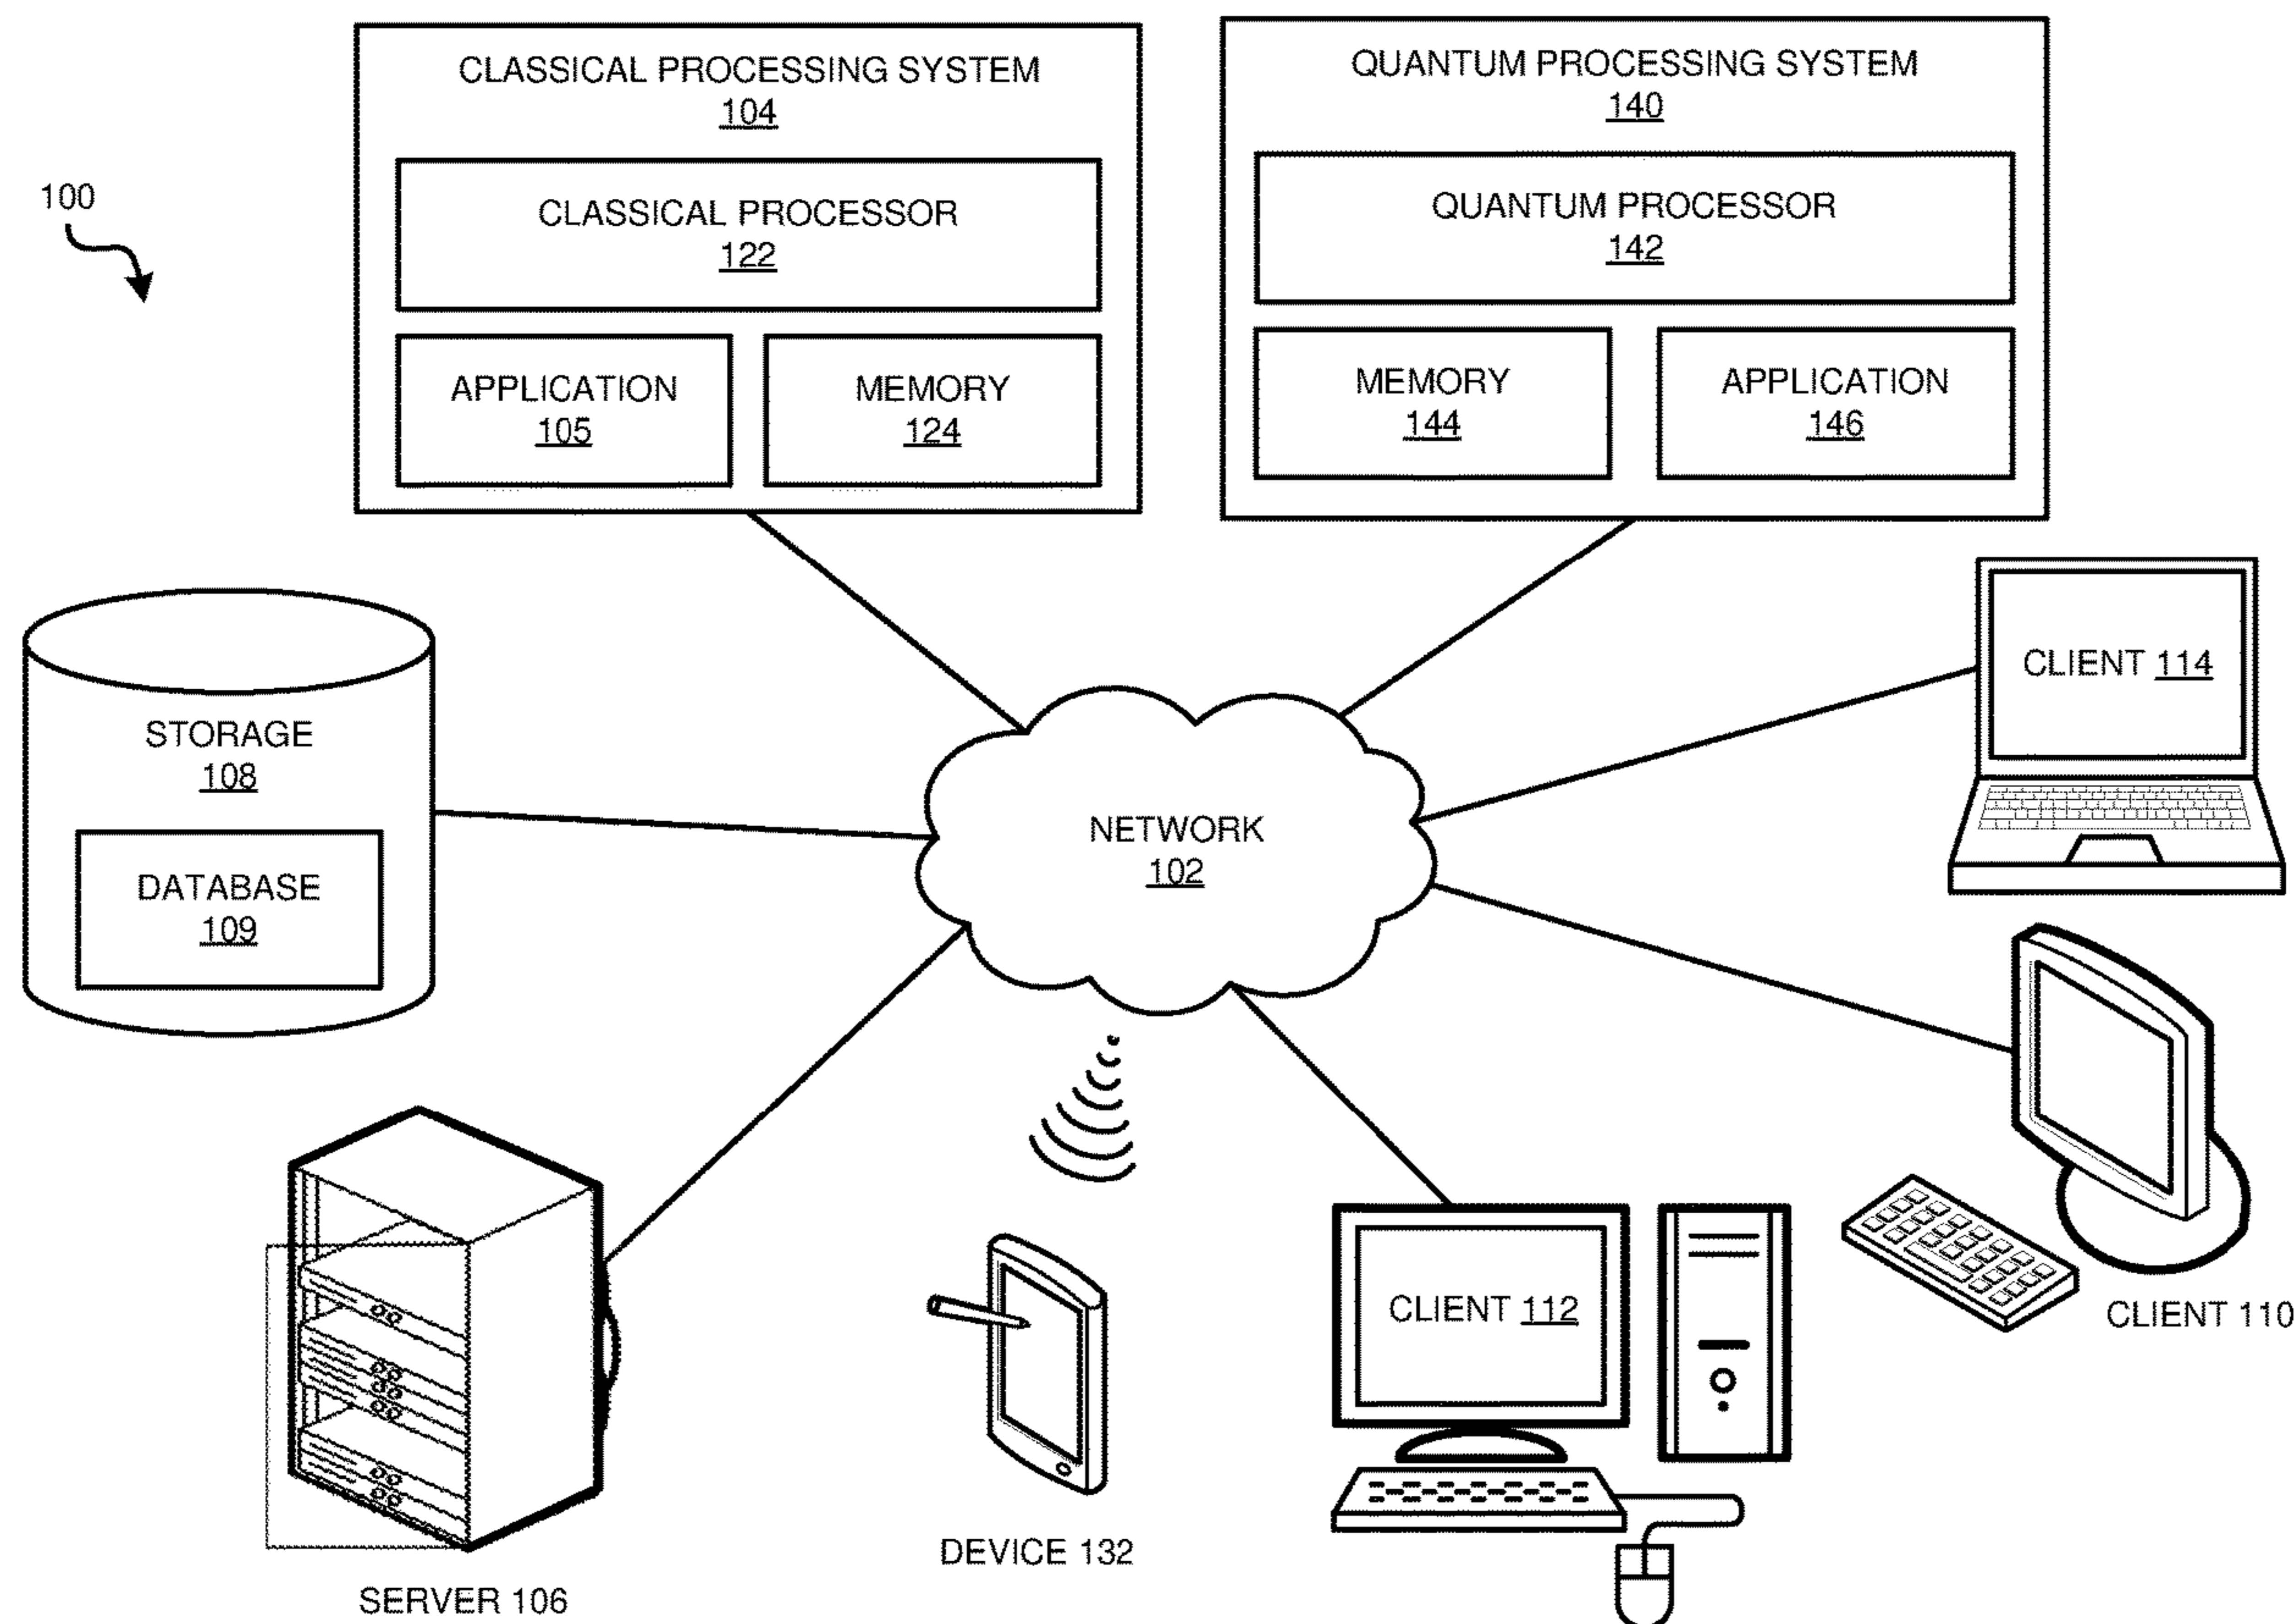 CLASSICAL PROCESSING SYSTEM
104
CLASSICAL PROCESSOR
122
APPLICATION
105
MEMORY
124
QUANTUM PROCESSING SYSTEM
140
QUANTUM PROCESSOR
142
MEMORY
144
APPLICATION
146
100
STORAGE
108
DATABASE
109
NETWORK
102
CLIENT 114
CLIENT 110
CLIENT 112
DEVICE 132
SERVER 106